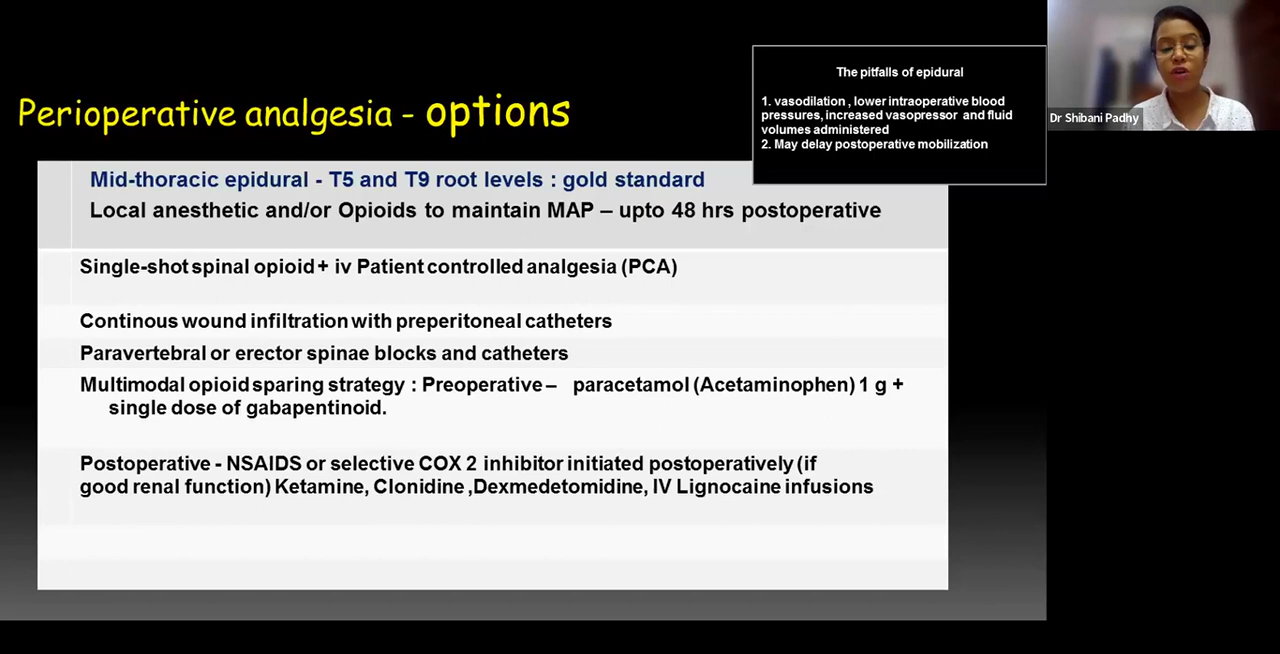 Perioperative analgesia - options
The pitfalls of epidural
1. vasodilation , lower intraoperative blood
pressures, increased vasopressor and fluid
volumes administered
2. May delay postoperative mobilization
Dr Shibani Padhy
Mid-thoracic epidural - T5 and T9 root levels : gold standard
Local anesthetic and/or Opioids to maintain MAP – upto 48 hrs postoperative
Single-shot spinal opioid + iv Patient controlled analgesia (PCA)
Continous wound infiltration with preperitoneal catheters
Paravertebral or erector spinae blocks and catheters
Multimodal opioid sparing strategy : Preoperative – paracetamol (Acetaminophen) 1 g +
single dose of gabapentinoid.
Postoperative - NSAIDS or selective COX 2 inhibitor initiated postoperatively (if
good renal function) Ketamine, Clonidine ,Dexmedetomidine, IV Lignocaine infusions